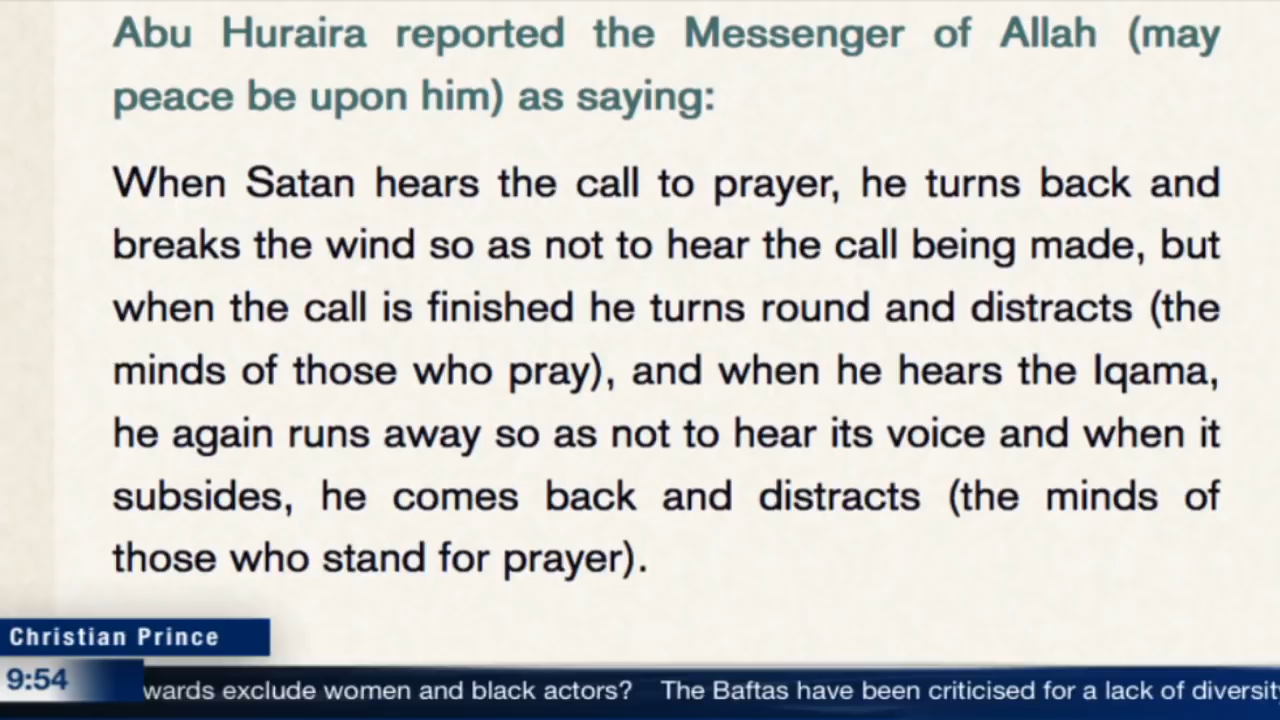 Abu Huraira reported the Messenger of Allah (may
peace be upon him) as saying:
When Satan hears the call to prayer, he turns back and
breaks the wind so as not to hear the call being made, but
when the call is finished he turns round and distracts (the
minds of those who pray), and when he hears the Iqama,
he again runs away so as not to hear its voice and when it
subsides, he comes back and distracts (the minds of
those who stand for prayer).
Christian Prince
9:54
wards exclude women and black actors? The Baftas have been criticised for a lack of diversit